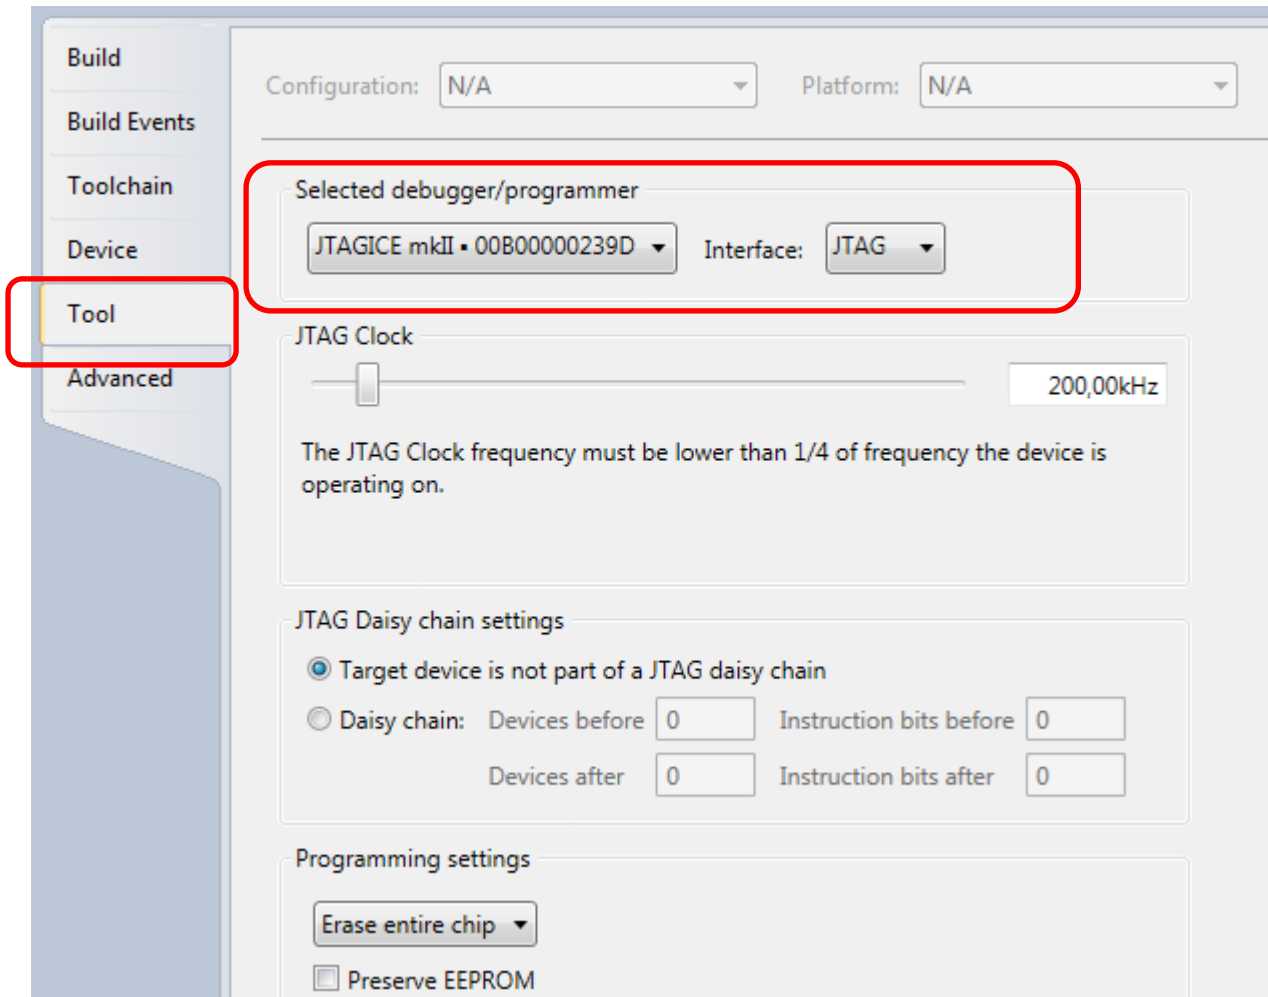 Build
Build Events
Toolchain
Device
Tool
Advanced
Configuration: N/A Platform: N/A
Selected debugger/programmer
JTAGICE mkII • 00B00000239D Interface: JTAG
JTAG Clock
200,00kHz
The JTAG Clock frequency must be lower than 1/4 of frequency the device is
operating on.
JTAG Daisy chain settings
Target device is not part of a JTAG daisy chain
Daisy chain: Devices before 0 Instruction bits before 0
Devices after 0 Instruction bits after 0
Programming settings
Erase entire chip
Preserve EEPROM